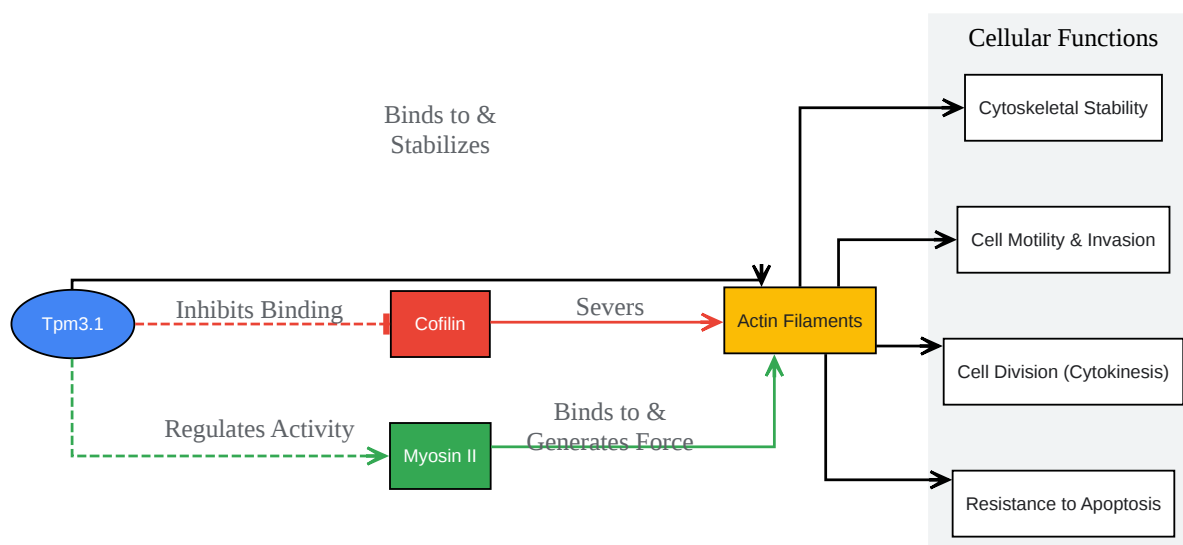 Cellular Functions
Cytoskeletal Stability
Binds to &
Stabilizes
Cell Motility & Invasion
Tpm3.1
Inhibits Binding
Cofilin
Severs
Actin Filaments
Cell Division (Cytokinesis)
Regulates Activity
Myosin II
Binds to &
Generates Force
Resistance to Apoptosis